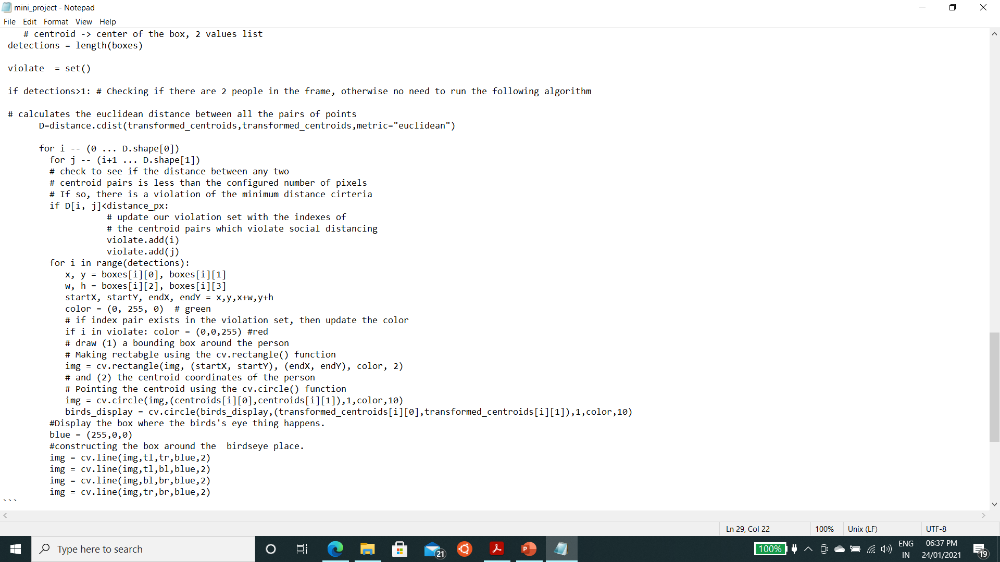 mini_project - Notepad
File Edit Format View Help
# centroid -> center of the box, 2 values list
detections = length(boxes)
violate  = set()
if detections>1: # Checking if there are 2 people in the frame, otherwise no need to run the following algorithm
# calculates the euclidean distance between all the pairs of points
D=distance.cdist(transformed_centroids,transformed_centroids,metric="euclidean")
for i -- (0 ... D.shape[0])
for j -- (i+1 ... D.shape[1])
# check to see if the distance between any two
# centroid pairs is less than the configured number of pixels
# If so, there is a violation of the minimum distance cirteria
if D[i, j]<distance_px:
# update our violation set with the indexes of
# the centroid pairs which violate social distancing
violate.add(i)
violate.add(j)
for i in range(detections):
x, y = boxes[i][0], boxes[i][1]
w, h = boxes[i][2], boxes[i][3]
startX, startY, endX, endY = x,y,x+w,y+h
color = (0, 255, 0)  # green
# if index pair exists in the violation set, then update the color
if i in violate: color = (0,0,255) #red
# draw (1) a bounding box around the person
# Making rectabgle using the cv.rectangle() function
img = cv.rectangle(img, (startX, startY), (endX, endY), color, 2)
# and (2) the centroid coordinates of the person
# Pointing the centroid using the cv.circle() function
img = cv.circle(img,(centroids[i][0],centroids[i][1]),1,color,10)
birds_display = cv.circle(birds_display,(transformed_centroids[i][0],transformed_centroids[i][1]),1,color,10)
#Display the box where the birds's eye thing happens.
blue = (255,0,0)
#constructing the box around the  birdseye place.
img = cv.line(img,tl,tr,blue,2)
img = cv.line(img,tl,bl,blue,2)
img = cv.line(img,bl,br,blue,2)
img = cv.line(img,tr,br,blue,2)
```
Ln 29, Col 22 100% Unix (LF) UTF-8
Type here to search
21
P
100%
ENG
IN
06:37 PM
24/01/2021
19